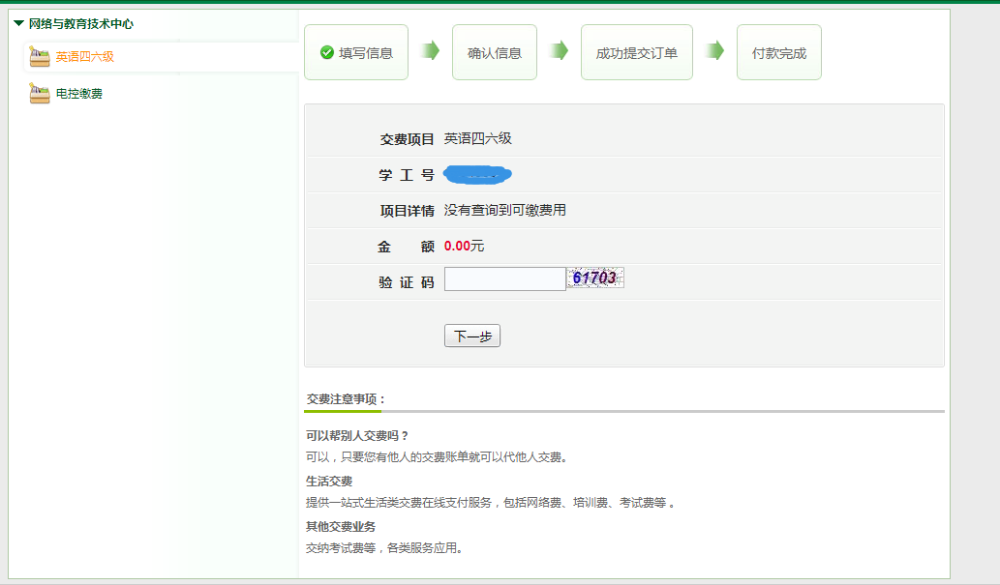 网络与教育技术中心
英语四六级
电控缴费
填写信息
确认信息
成功提交订单
付款完成
交费项目 英语四六级
学 工 号
项目详情 没有查询到可缴费用
金 额 0.00元
验 证 码 61703
下一步
交费注意事项：
可以帮别人交费吗？
可以，只要您有他人的交费账单就可以代他人交费。
生活交费
提供一站式生活类交费在线支付服务，包括网络费、培训费、考试费等 。
其他交费业务
交纳考试费等，各类服务应用。